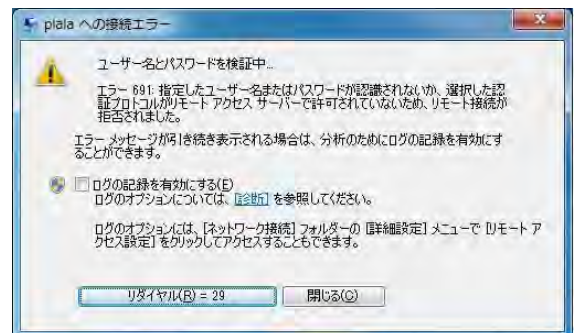 plala への接続エラー
ユーザー名とパスワードを検証中...
エラー 691: 指定したユーザー名またはパスワードが認識されないか、選択した認
証プロトコルがリモート アクセス サーバーで許可されていないため、リモート接続が
拒否されました。
エラー メッセージが引き続き表示される場合は、分析のためにログの記録を有効にす
ることができます。
ログの記録を有効にする(E)
ログのオプションについては、[診断] を参照してください。
ログのオプションには、[ネットワーク接続] フォルダーの [詳細設定] メニューで [リモート ア
クセス設定] をクリックしてアクセスすることもできます。
リダイヤル(R) = 29
閉じる(C)